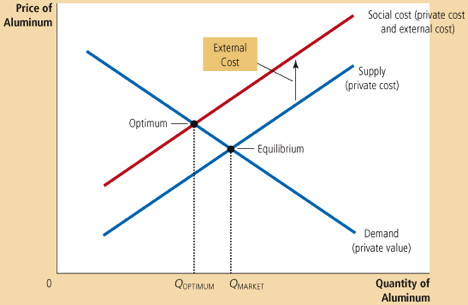 Price of
Aluminum
Social cost (private cost
and external cost)
External
Cost
Supply
(private cost)
Optimum
Equilibrium
Demand
(private value)
0
QOPTIMUM
QMARKET
Quantity of
Aluminum